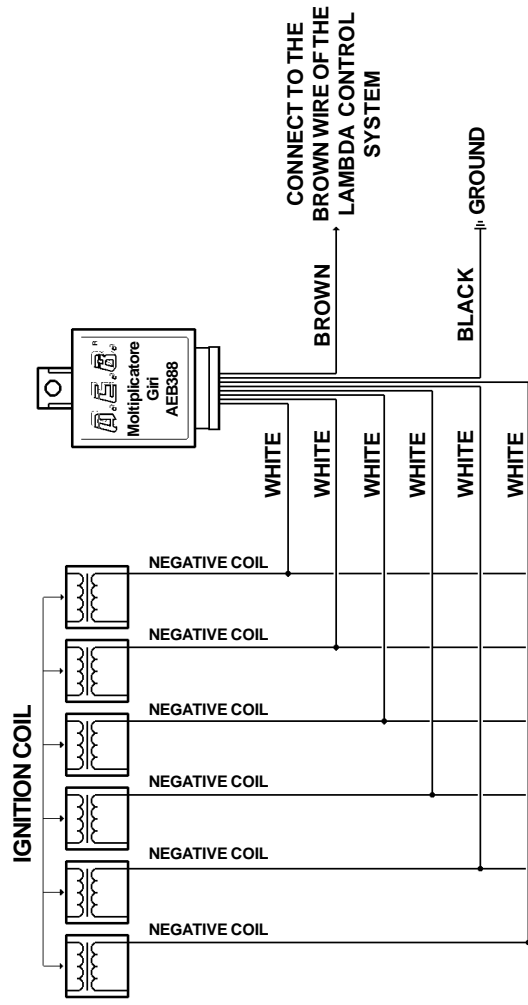 IGNITION COIL
NEGATIVE COIL
NEGATIVE COIL
NEGATIVE COIL
NEGATIVE COIL
NEGATIVE COIL
NEGATIVE COIL
A.E.B.®
Moltiplicatore
Giri
AEB388
WHITE
WHITE
WHITE
WHITE
WHITE
WHITE
BROWN
CONNECT TO THE
BROWN WIRE OF THE
LAMBDA CONTROL
SYSTEM
BLACK
GROUND